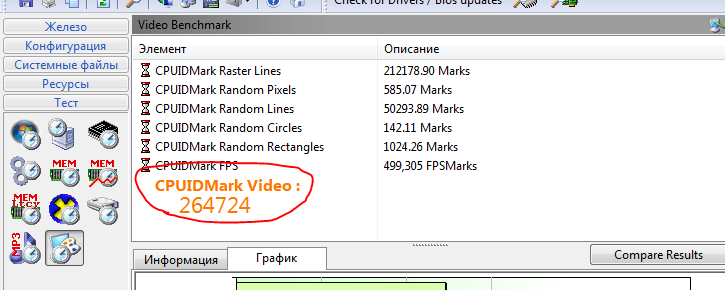 Check for Drivers / Bios updates
Железо
Конфигурация
Системные файлы
Ресурсы
Тест
MEM
MEM
MEM
Ltcy
MP3
Video Benchmark
Элемент Описание
CPUIDMark Raster Lines 212178.90 Marks
CPUIDMark Random Pixels 585.07 Marks
CPUIDMark Random Lines 50293.89 Marks
CPUIDMark Random Circles 142.11 Marks
CPUIDMark Random Rectangles 1024.26 Marks
CPUIDMark FPS 499,305 FPSMarks
CPUIDMark Video :
264724
Информация График Compare Results